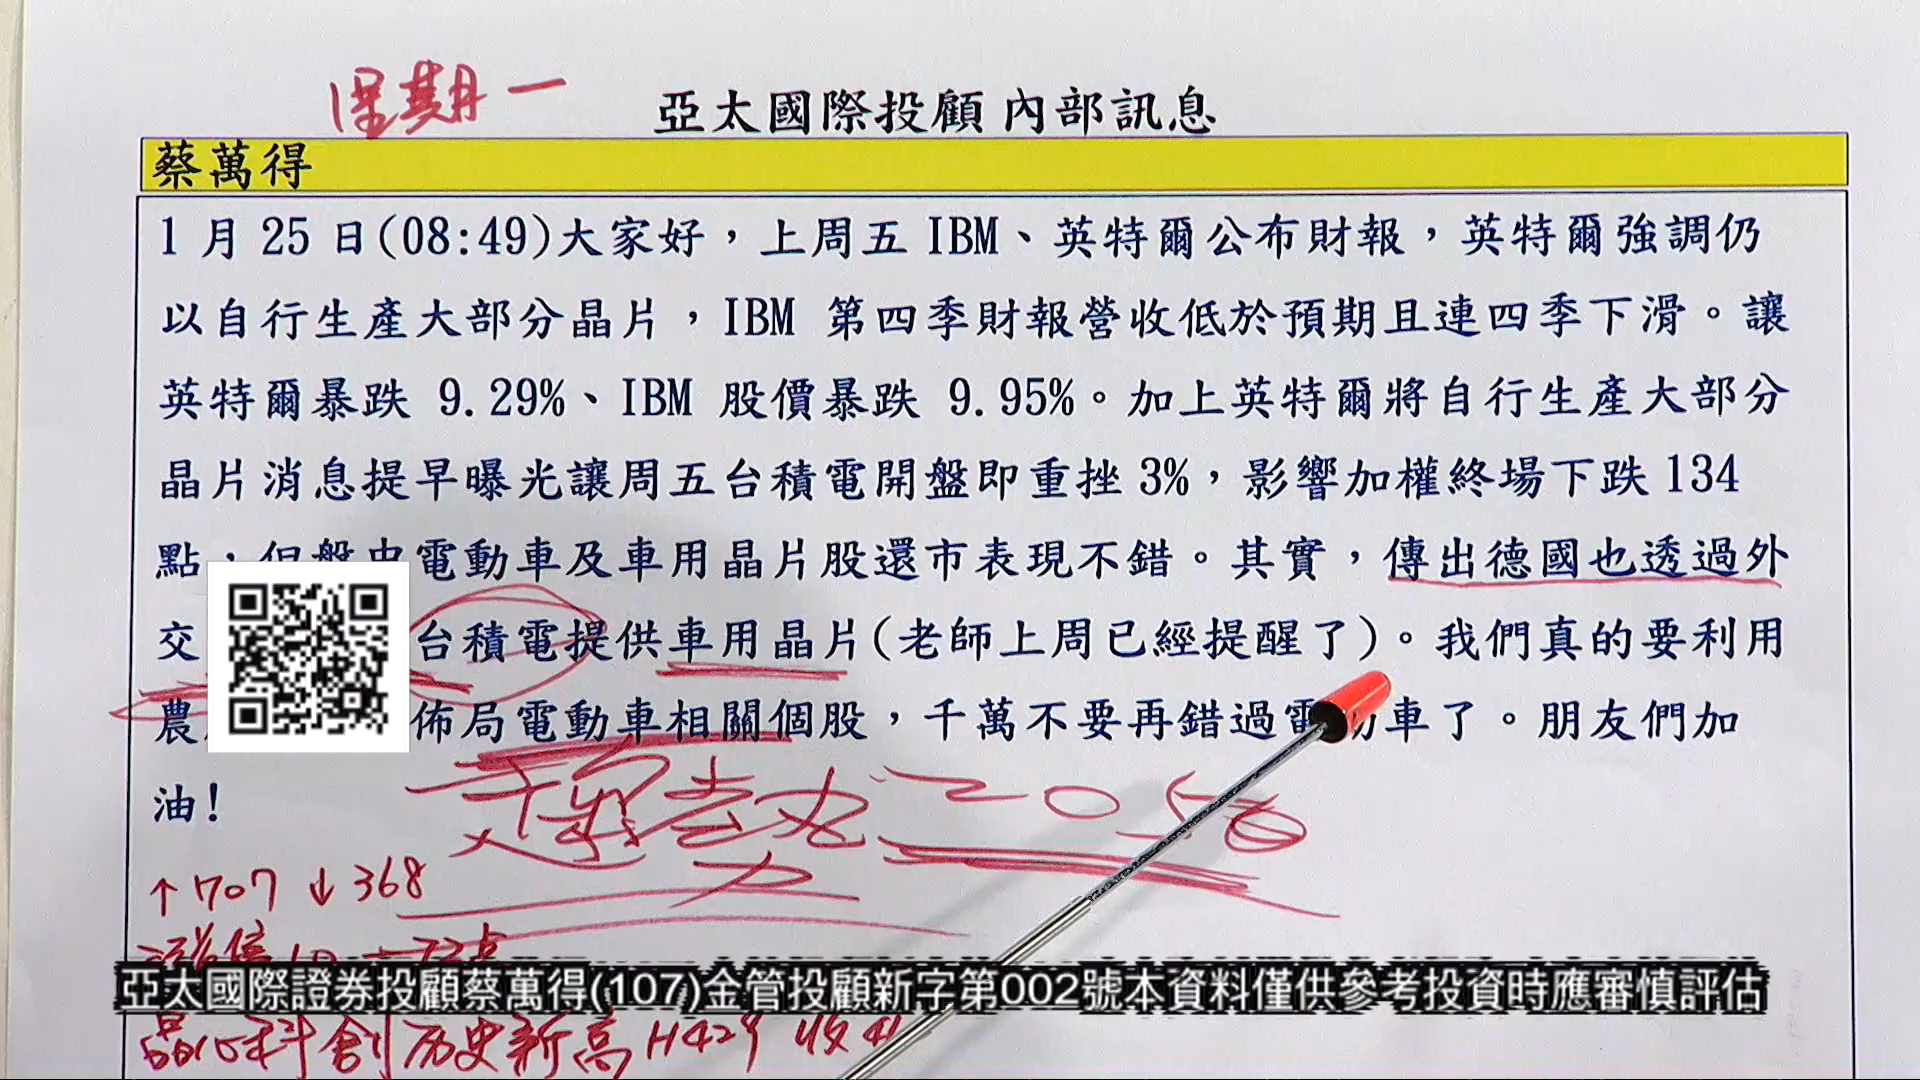 星期一
亞太國際投顧 內部訊息
蔡萬得
1 月 25 日(08:49)大家好，上周五 IBM、英特爾公布財報，英特爾強調仍
以自行生產大部分晶片，IBM 第四季財報營收低於預期且連四季下滑。讓
英特爾暴跌 9.29%、IBM 股價暴跌 9.95%。加上英特爾將自行生產大部分
晶片消息提早曝光讓周五台積電開盤即重挫 3%，影響加權終場下跌 134
點，但盤中電動車及車用晶片股還市表現不錯。其實，傳出德國也透過外
交 台積電提供車用晶片(老師上周已經提醒了)。我們真的要利用
農 佈局電動車相關個股，千萬不要再錯過電動車了。朋友們加
油!
2050
↑707 ↓368
亞太國際證券投顧蔡萬得(107)金管投顧新字第002號本資料僅供參考投資時應審慎評估
晶心科創历史新高 H429 收